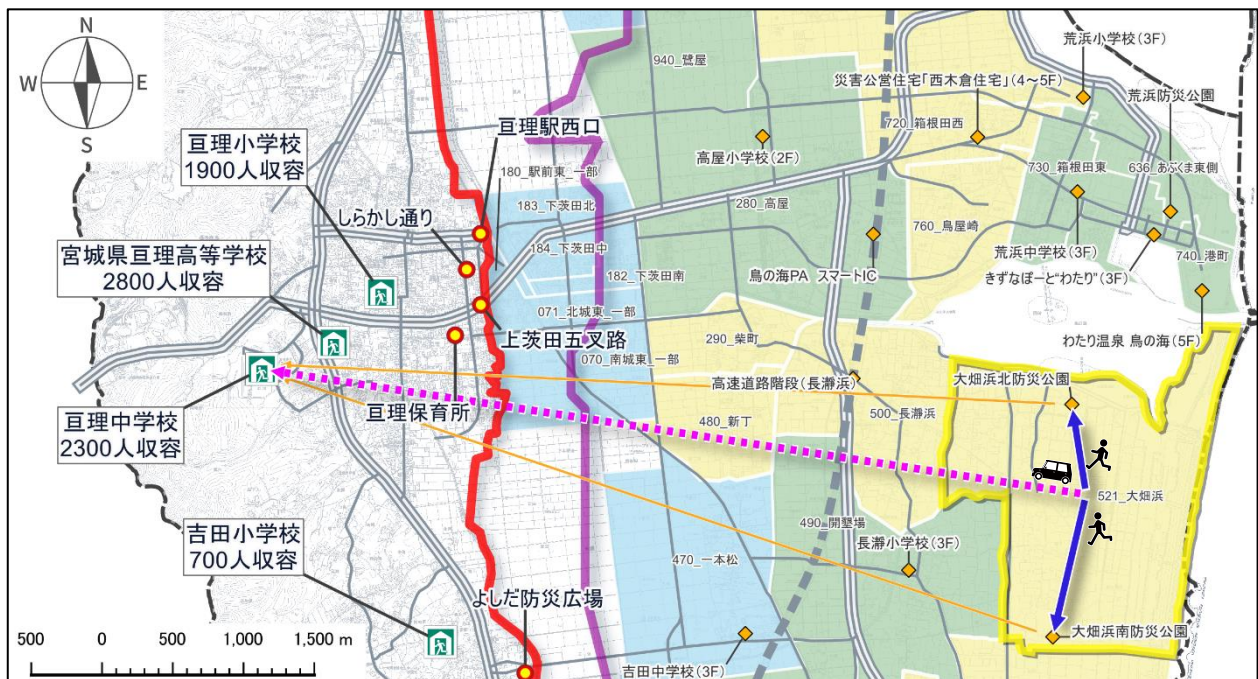 N
W
E
S
亘理小学校
1900人収容
しらかし通り
宮城県亘理高等学校
2800人収容
亘理中学校
2300人収容
吉田小学校
700人収容
亘理駅西口
上茨田五叉路
亘理保育所
よしだ防災広場
940_鷺屋
180_駅前東_一部
183_下茨田北
184_下茨田中
182_下茨田南
071_北城東_一部
070_南城東_一部
高屋小学校(2F)
280_高屋
290_柴町
480_新丁
470_一本松
吉田中学校(3F)
災害公営住宅「西木倉住宅」(4～5F)
720_箱根田西
荒浜小学校(3F)
荒浜防災公園
730_箱根田東
636_あぶくま東側
760_鳥屋崎
荒浜中学校(3F)
きずなぽーと"わたり"(3F)
740_港町
鳥の海PA スマートIC
わたり温泉 鳥の海(5F)
高速道路階段(長瀞浜)
500_長瀞浜
大畑浜北防災公園
521_大畑浜
490_開墾場
長瀞小学校(3F)
大畑浜南防災公園
500 0 500 1,000 1,500 m